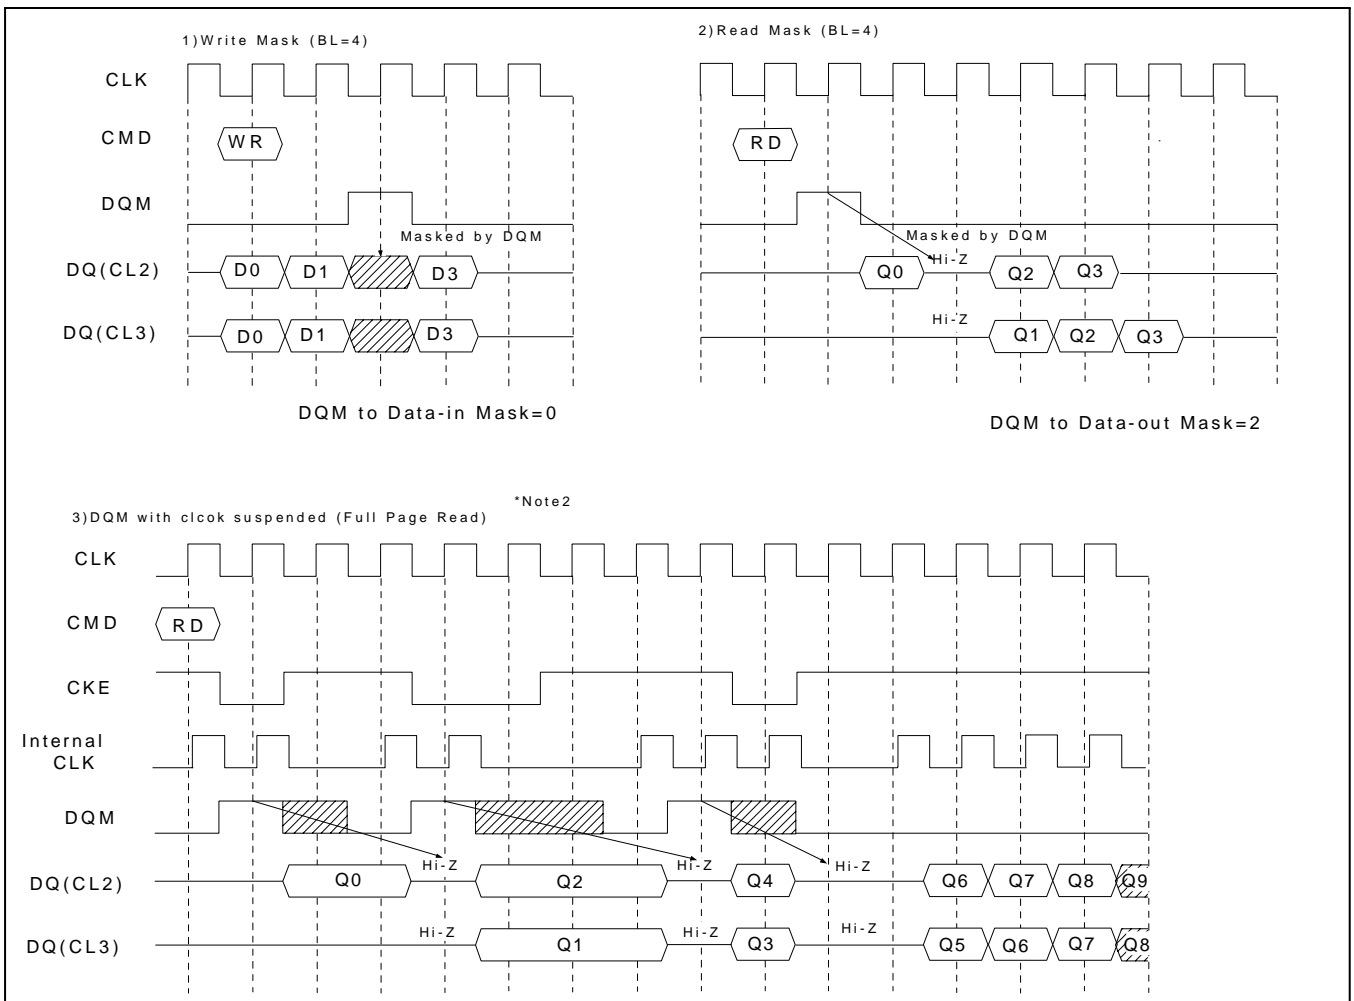 1)Write Mask (BL=4)
2)Read Mask (BL=4)
CLK
CMD
WR
RD
DQM
Masked by DQM
Masked by DQM
DQ(CL2)
D0
D1
D3
Q0
Hi-Z
Q2
Q3
DQ(CL3)
D0
D1
D3
Hi-Z
Q1
Q2
Q3
DQM to Data-in Mask=0
DQM to Data-out Mask=2
*Note2
3)DQM with clcok suspended (Full Page Read)
CLK
CMD
RD
CKE
Internal
CLK
DQM
DQ(CL2)
Q0
Hi-Z
Q2
Hi-Z
Q4
Hi-Z
Q6
Q7
Q8
Q9
DQ(CL3)
Hi-Z
Q1
Hi-Z
Q3
Hi-Z
Q5
Q6
Q7
Q8